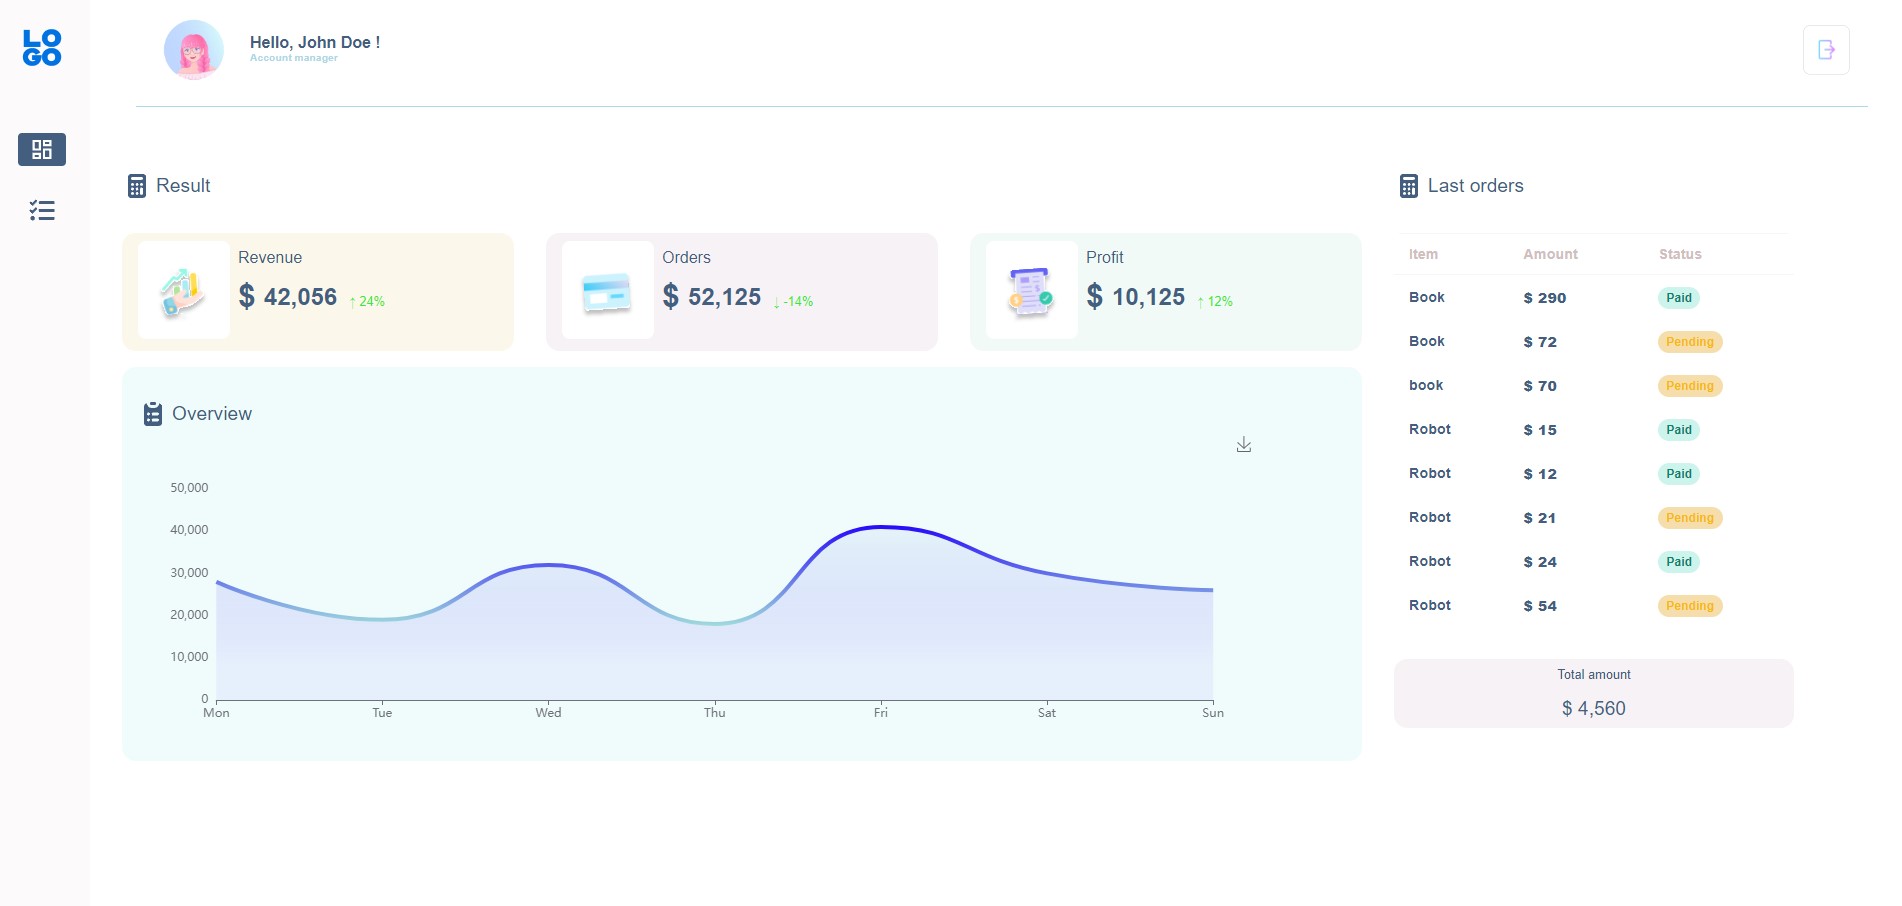 LO
GO
Hello, John Doe !
Account manager
Result
Revenue
$ 42,056 ↑ 24%
Orders
$ 52,125 ↓ -14%
Profit
$ 10,125 ↑ 12%
Overview
50,000
40,000
30,000
20,000
10,000
0
Mon Tue Wed Thu Fri Sat Sun
Last orders
Item Amount Status
Book $ 290 Paid
Book $ 72 Pending
book $ 70 Pending
Robot $ 15 Paid
Robot $ 12 Paid
Robot $ 21 Pending
Robot $ 24 Paid
Robot $ 54 Pending
Total amount
$ 4,560